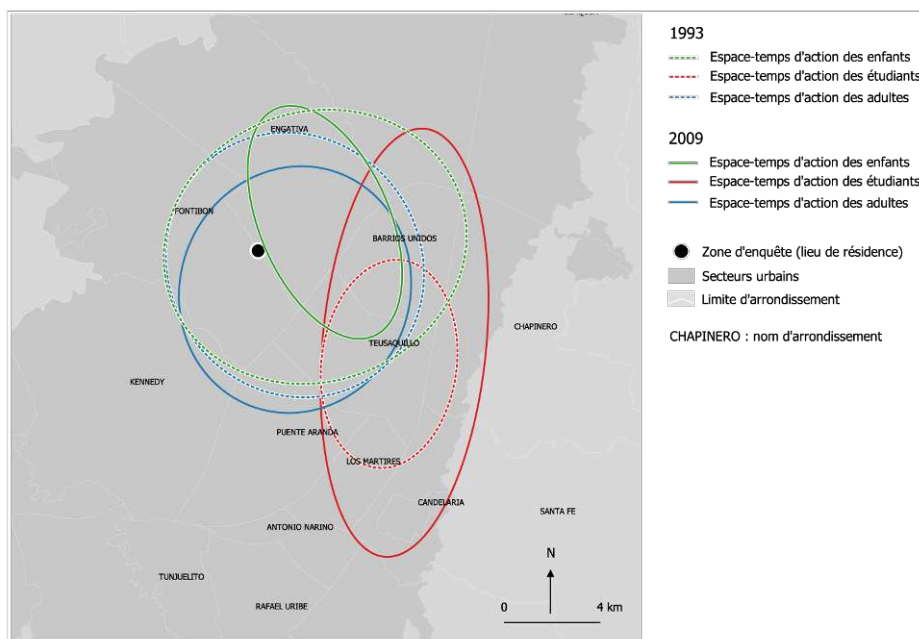 ENGATIVA
FONTIBON
BARRIOS UNIDOS
CHAPINERO
TEUSAQUILLO
KENNEDY
PUENTE ARANDA
LOS MARTIRES
CANDELARIA
SANTA FE
ANTONIO NARINO
TUNJUELITO
RAFAEL URIBE
N
0 4 km
1993
Espace-temps d'action des enfants
Espace-temps d'action des étudiants
Espace-temps d'action des adultes
2009
Espace-temps d'action des enfants
Espace-temps d'action des étudiants
Espace-temps d'action des adultes
Zone d'enquête (lieu de résidence)
Secteurs urbains
Limite d'arrondissement
CHAPINERO : nom d'arrondissement